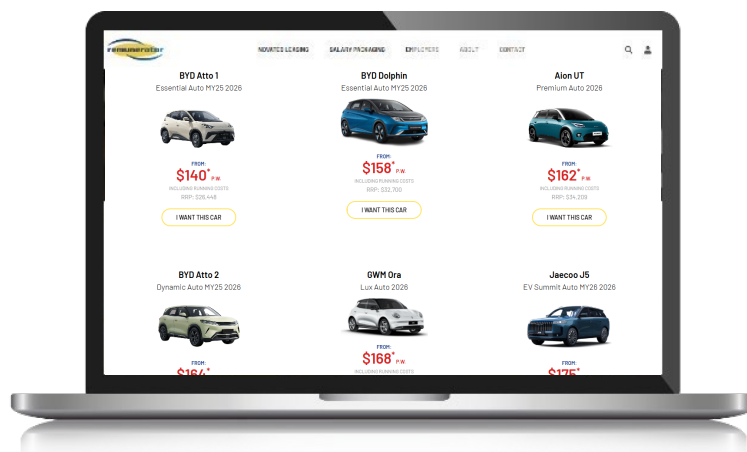 remunerator
NOVATED LEASING SALARY PACKAGING EMPLOYERS ABOUT CONTACT
BYD Atto 1
Essential Auto MY25 2026
FROM:
$140* P.W.
INCLUDING RUNNING COSTS
RRP: $26,448
I WANT THIS CAR
BYD Dolphin
Essential Auto MY25 2026
FROM:
$158* P.W.
INCLUDING RUNNING COSTS
RRP: $32,700
I WANT THIS CAR
Aion UT
Premium Auto 2026
FROM:
$162* P.W.
INCLUDING RUNNING COSTS
RRP: $34,209
I WANT THIS CAR
BYD Atto 2
Dynamic Auto MY25 2026
FROM:
$164*
GWM Ora
Lux Auto 2026
FROM:
$168* P.W.
INCLUDING RUNNING COSTS
Jaecoo J5
EV Summit Auto MY26 2026
FROM:
$175*